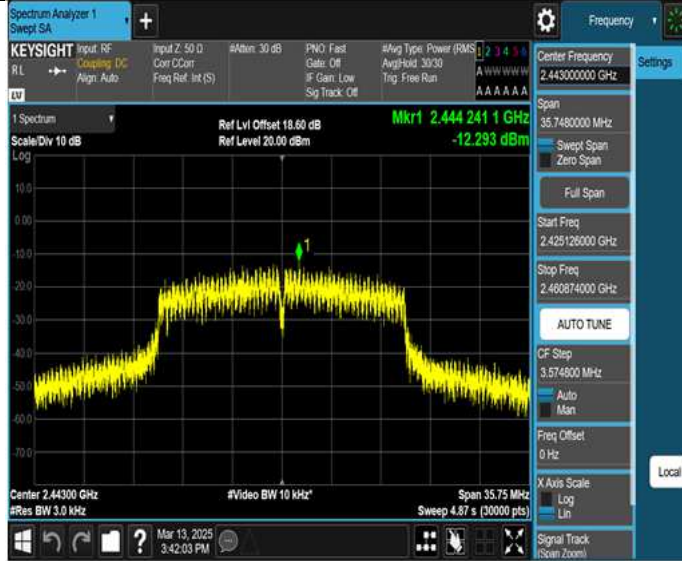 Spectrum Analyzer 1
Swept SA
+
Frequency
KEYSIGHT
Input: RF
Input Z: 50 Ω
#Atten: 30 dB
PNO: Fast
#Avg Type: Power (RMS
1 2 3 4 5 6
RL
Coupling: DC
Corr CCorr
Gate: Off
Avg|Hold: 30/30
A W W W W W
Align: Auto
Freq Ref: Int (S)
IF Gain: Low
Trig: Free Run
Sig Track: Off
A A A A A A
LV
1 Spectrum
Scale/Div 10 dB
Ref Lvl Offset 18.60 dB
Ref Level 20.00 dBm
Mkr1 2.444 241 1 GHz
-12.293 dBm
Log
10.0
0.00
-10.0
-20.0
-30.0
-40.0
-50.0
-60.0
-70.0
1
Center 2.44300 GHz
#Video BW 10 kHz*
Span 35.75 MHz
#Res BW 3.0 kHz
Sweep 4.87 s (30000 pts)
?
Mar 13, 2025
3:42:03 PM
Center Frequency
2.443000000 GHz
Settings
Span
35.7480000 MHz
Swept Span
Zero Span
Full Span
Start Freq
2.425126000 GHz
Stop Freq
2.460874000 GHz
AUTO TUNE
CF Step
3.574800 MHz
Auto
Man
Freq Offset
0 Hz
Local
X Axis Scale
Log
Lin
Signal Track
(Span Zoom)